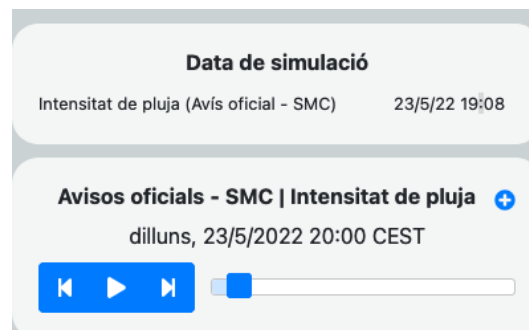 Data de simulació
Intensitat de pluja (Avís oficial - SMC) 23/5/22 19:08
Avisos oficials - SMC | Intensitat de pluja
dilluns, 23/5/2022 20:00 CEST